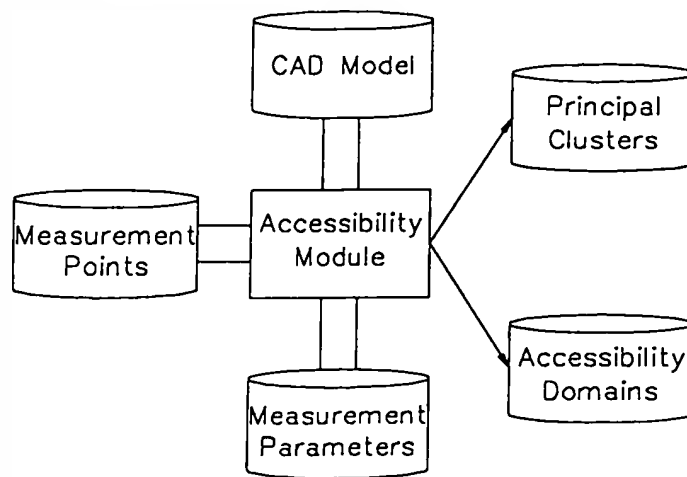 CAD Model
Principal
Clusters
Measurement
Points
Accessibility
Module
Accessibility
Domains
Measurement
Parameters